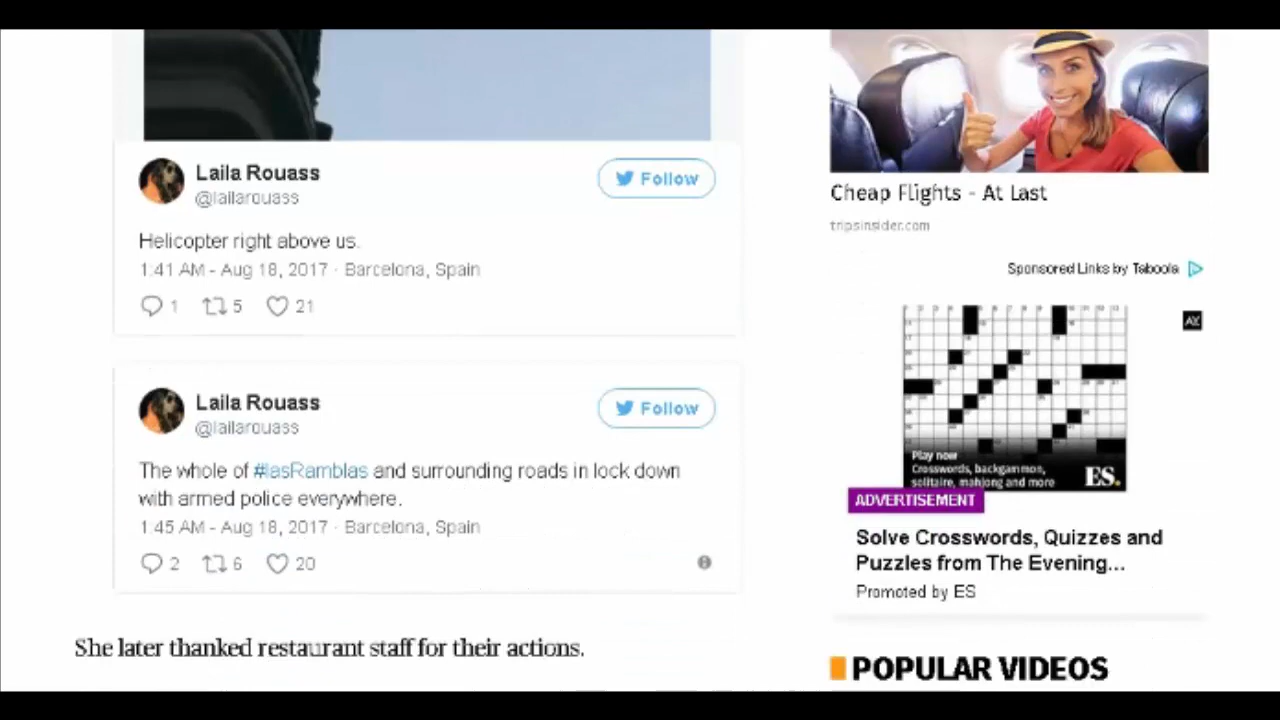 Laila Rouass
@lailarouass
Follow
Helicopter right above us.
1:41 AM - Aug 18, 2017 · Barcelona, Spain
1 5 21
Laila Rouass
@lailarouass
Follow
The whole of #lasRamblas and surrounding roads in lock down
with armed police everywhere.
1:45 AM - Aug 18, 2017 · Barcelona, Spain
2 6 20
She later thanked restaurant staff for their actions.
Cheap Flights - At Last
tripsinsider.com
Sponsored Links by Taboola
Play now
Crosswords, backgammon,
solitaire, mahjong and more
ES.
ADVERTISEMENT
Solve Crosswords, Quizzes and
Puzzles from The Evening...
Promoted by ES
POPULAR VIDEOS